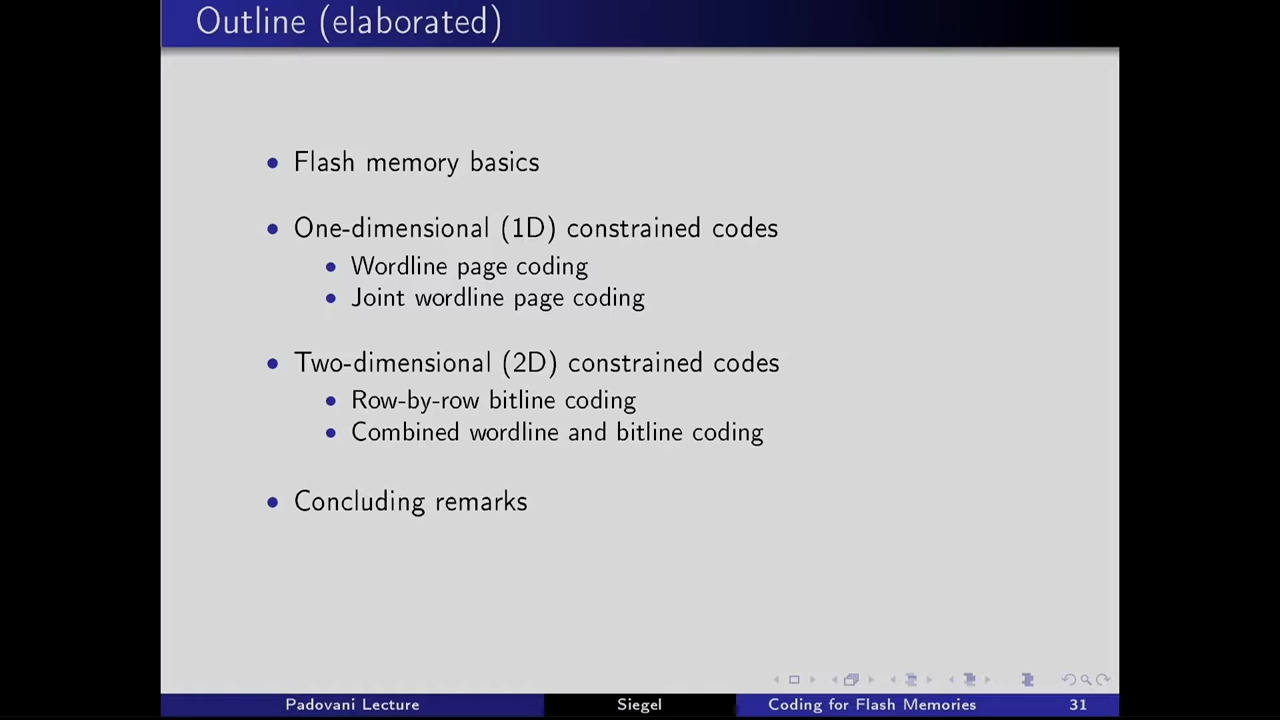 Outline (elaborated)
Flash memory basics
One-dimensional (1D) constrained codes
Wordline page coding
Joint wordline page coding
Two-dimensional (2D) constrained codes
Row-by-row bitline coding
Combined wordline and bitline coding
Concluding remarks
Padovani Lecture Siegel Coding for Flash Memories 31